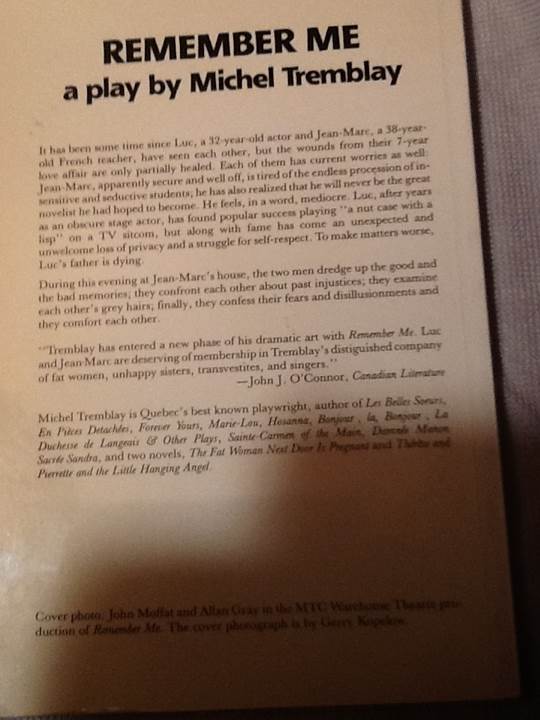 REMEMBER ME
a play by Michel Tremblay
It has been some time since Luc, a 32-year-old actor and Jean-Marc, a 38-year-
old French teacher, have seen each other, but the wounds from their 7-year
love affair are only partially healed. Each of them has current worries as well:
Jean-Marc, apparently secure and well off, is tired of the endless procession of in-
sensitive and seductive students; he has also realized that he will never be the great
novelist he had hoped to become. He feels, in a word, mediocre. Luc, after years
as an obscure stage actor, has found popular success playing "a nut case with a
lisp" on a TV sitcom, but along with fame has come an unexpected and
unwelcome loss of privacy and a struggle for self-respect. To make matters worse,
Luc's father is dying.
During this evening at Jean-Marc's house, the two men dredge up the good and
the bad memories; they confront each other about past injustices; they examine
each other's grey hairs; finally, they confess their fears and disillusionments and
they comfort each other.
"Tremblay has entered a new phase of his dramatic art with Remember Me. Luc
and Jean-Marc are deserving of membership in Tremblay's distiguished company
of fat women, unhappy sisters, transvestites, and singers."
—John J. O'Connor, Canadian Literature
Michel Tremblay is Quebec's best known playwright, author of Les Belles Soeurs,
En Pièces Detachées, Forever Yours, Marie-Lou, Hosanna, Bonjour, la, Bonjour, La
Duchesse de Langeais & Other Plays, Sainte-Carmen of the Main, Damnée Manon
Sacrée Sandra, and two novels, The Fat Woman Next Door Is Pregnant and Thérèse and
Pierrette and the Little Hanging Angel.
Cover photo: John Moffat and Allan Gray in the MTC Warehouse Theatre pro-
duction of Remember Me. The cover photograph is by Gerry Kopelow.